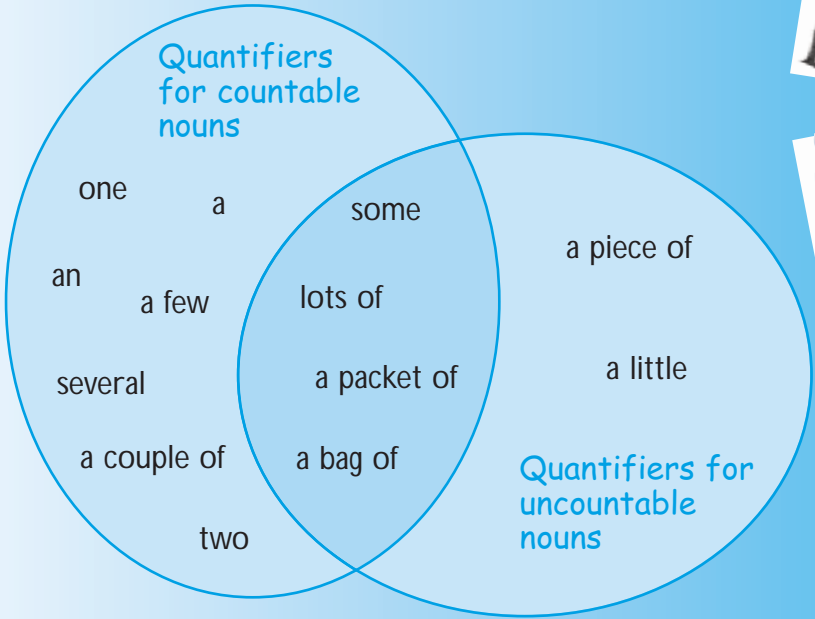 Quantifiers
for countable
nouns
one
a
an
a few
several
a couple of
two
some
lots of
a packet of
a bag of
a piece of
a little
Quantifiers for
uncountable
nouns